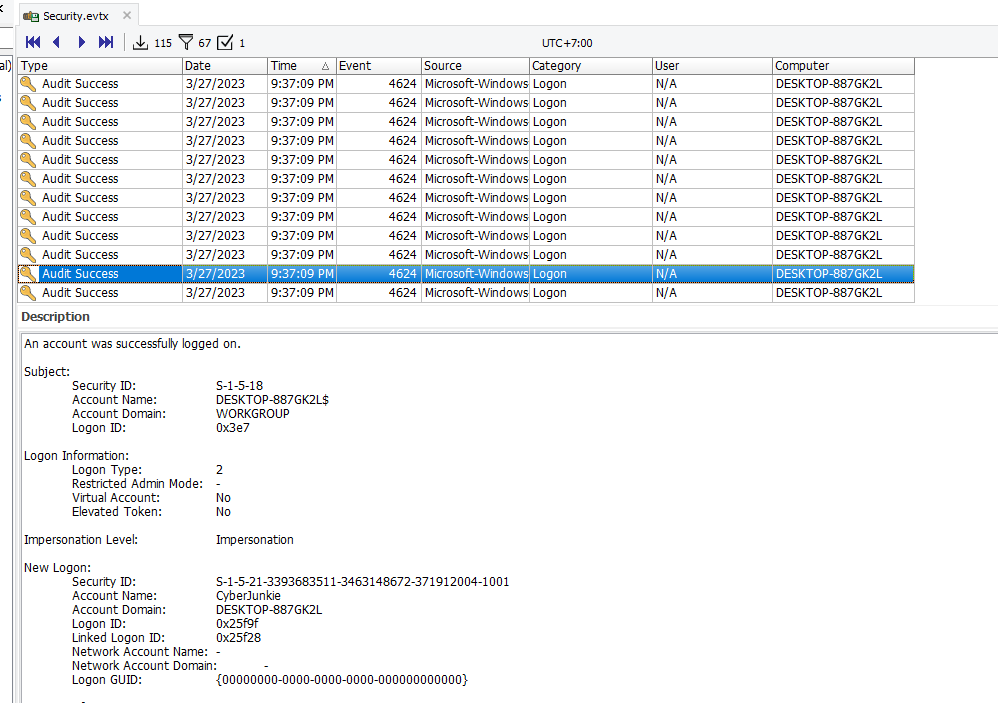 Security.evtx
115 67 1 UTC+7:00
al)
Type Date Time Event Source Category User Computer
Audit Success 3/27/2023 9:37:09 PM 4624 Microsoft-Windows- Logon N/A DESKTOP-887GK2L
Audit Success 3/27/2023 9:37:09 PM 4624 Microsoft-Windows- Logon N/A DESKTOP-887GK2L
Audit Success 3/27/2023 9:37:09 PM 4624 Microsoft-Windows- Logon N/A DESKTOP-887GK2L
Audit Success 3/27/2023 9:37:09 PM 4624 Microsoft-Windows- Logon N/A DESKTOP-887GK2L
Audit Success 3/27/2023 9:37:09 PM 4624 Microsoft-Windows- Logon N/A DESKTOP-887GK2L
Audit Success 3/27/2023 9:37:09 PM 4624 Microsoft-Windows- Logon N/A DESKTOP-887GK2L
Audit Success 3/27/2023 9:37:09 PM 4624 Microsoft-Windows- Logon N/A DESKTOP-887GK2L
Audit Success 3/27/2023 9:37:09 PM 4624 Microsoft-Windows- Logon N/A DESKTOP-887GK2L
Audit Success 3/27/2023 9:37:09 PM 4624 Microsoft-Windows- Logon N/A DESKTOP-887GK2L
Audit Success 3/27/2023 9:37:09 PM 4624 Microsoft-Windows- Logon N/A DESKTOP-887GK2L
Audit Success 3/27/2023 9:37:09 PM 4624 Microsoft-Windows- Logon N/A DESKTOP-887GK2L
Audit Success 3/27/2023 9:37:09 PM 4624 Microsoft-Windows- Logon N/A DESKTOP-887GK2L
Description
An account was successfully logged on.
Subject:
Security ID: S-1-5-18
Account Name: DESKTOP-887GK2L$
Account Domain: WORKGROUP
Logon ID: 0x3e7
Logon Information:
Logon Type: 2
Restricted Admin Mode: -
Virtual Account: No
Elevated Token: No
Impersonation Level: Impersonation
New Logon:
Security ID: S-1-5-21-3393683511-3463148672-371912004-1001
Account Name: CyberJunkie
Account Domain: DESKTOP-887GK2L
Logon ID: 0x25f9f
Linked Logon ID: 0x25f28
Network Account Name: -
Network Account Domain: -
Logon GUID: {00000000-0000-0000-0000-000000000000}